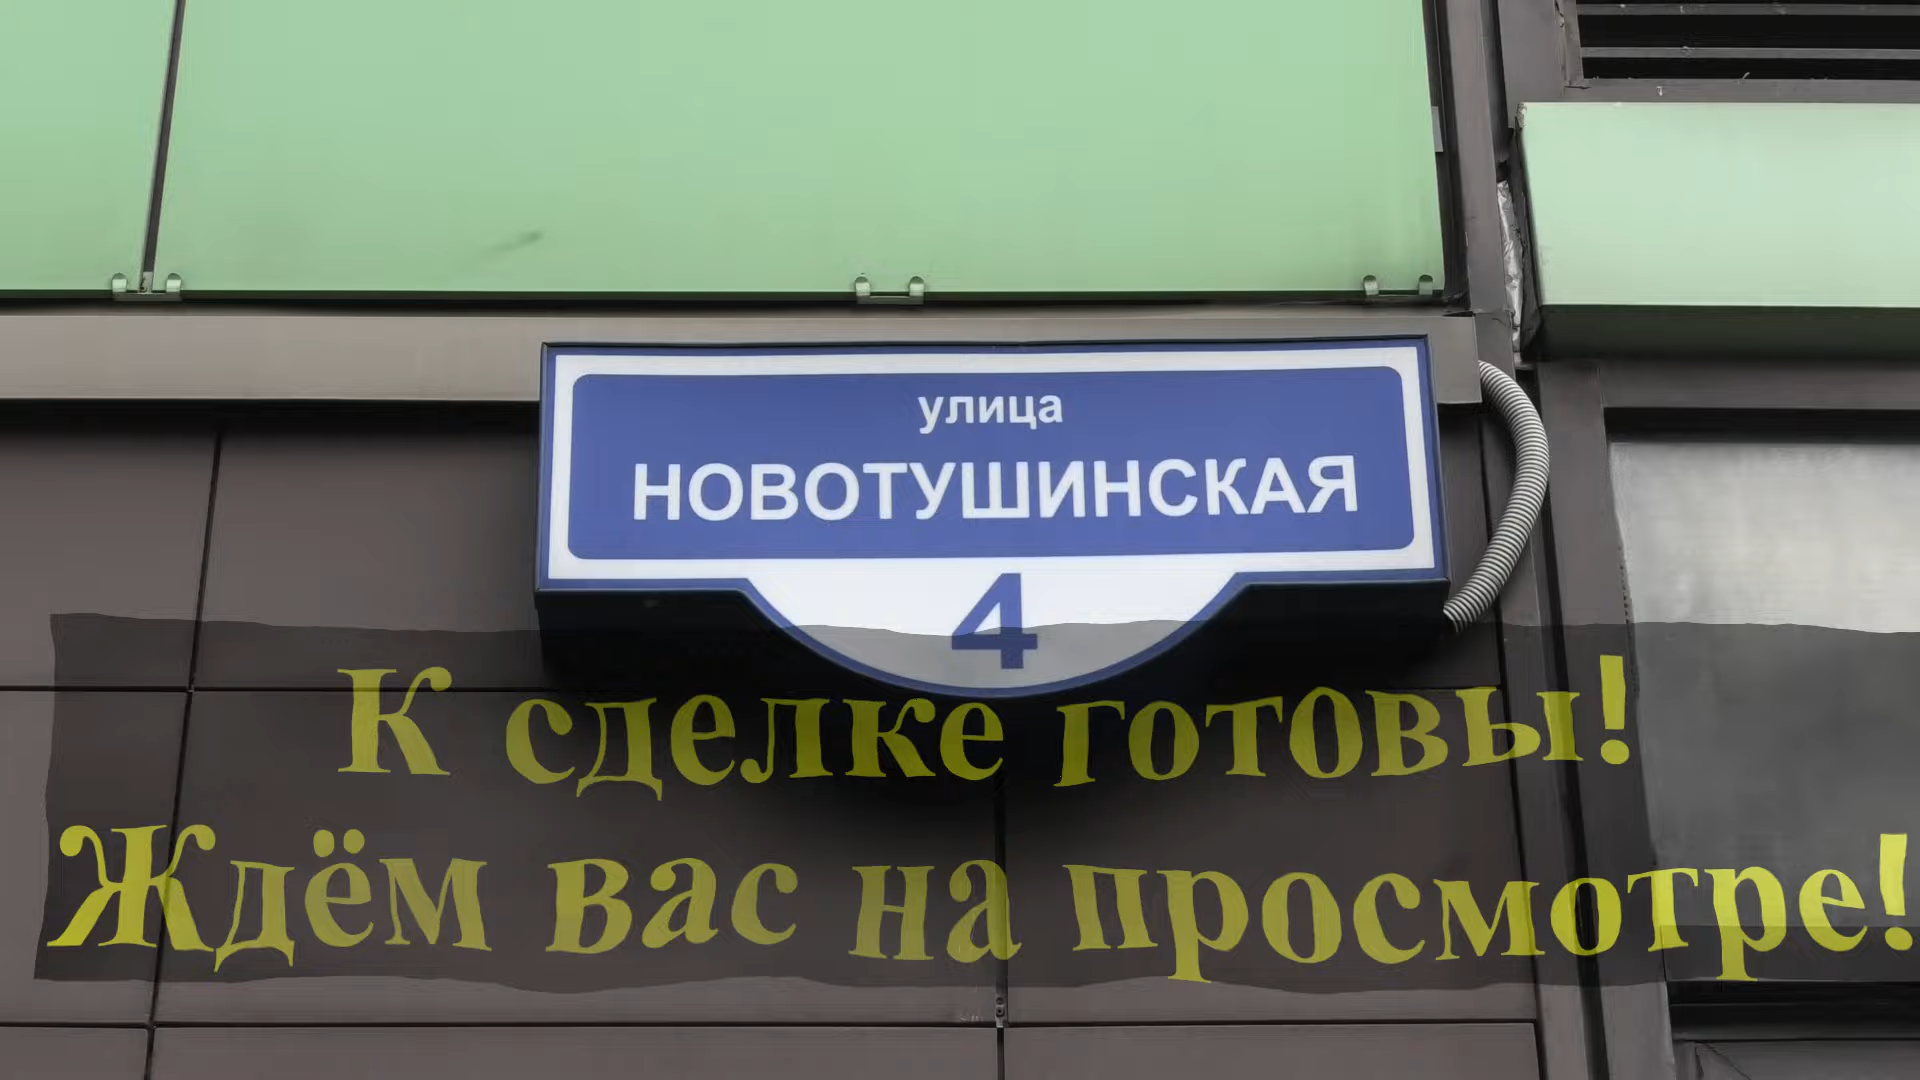 улица
НОВОТУШИНСКАЯ
4
К сделке готовы!
Ждём вас на просмотре!